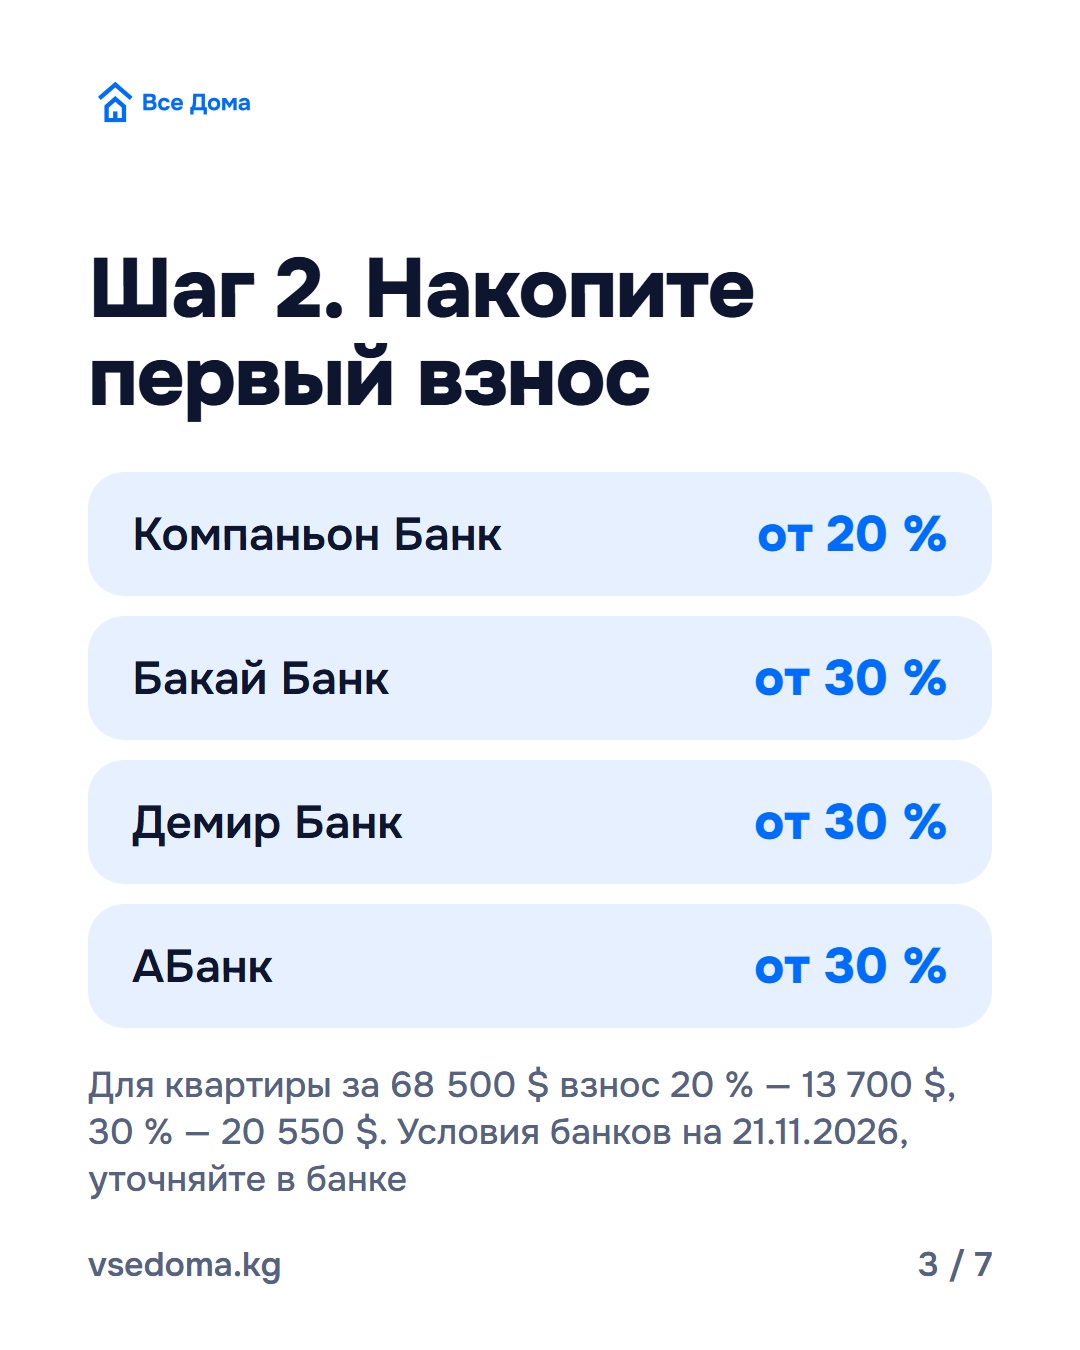 Все Дома
Шаг 2. Накопите
первый взнос
Компаньон Банк
от 20 %
Бакай Банк
от 30 %
Демир Банк
от 30 %
АБанк
от 30 %
Для квартиры за 68 500 $ взнос 20 % — 13 700 $,
30 % — 20 550 $. Условия банков на 21.11.2026,
уточняйте в банке
vsedoma.kg
3 / 7